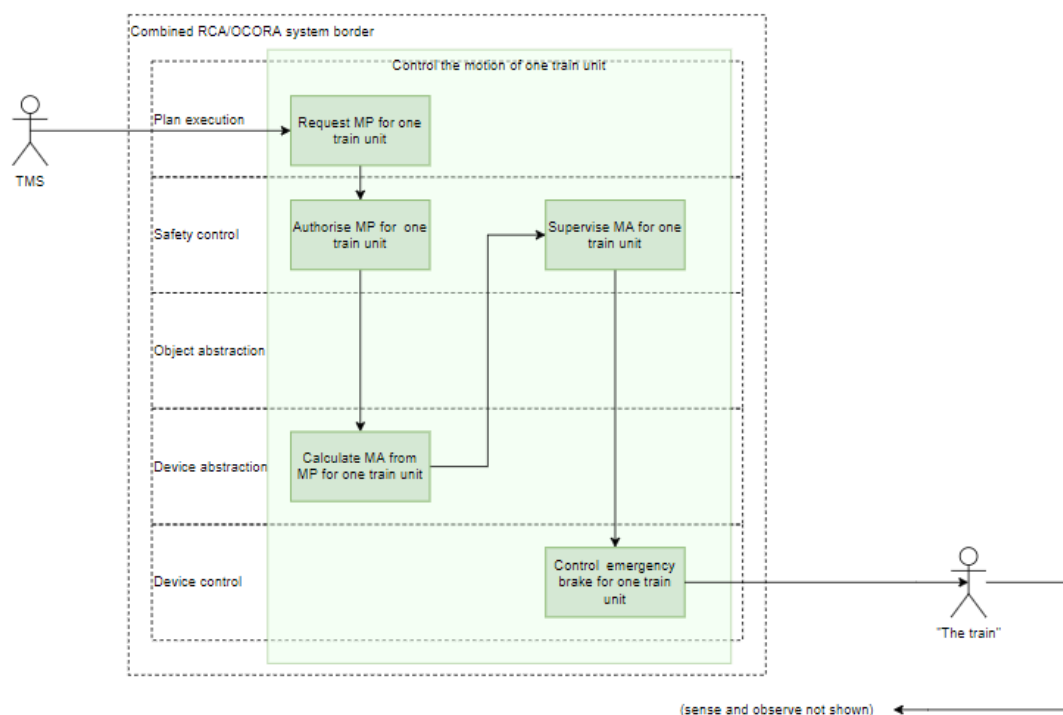 Combined RCA/OCORA system border
Control the motion of one train unit
Plan execution
Request MP for one
train unit
TMS
Safety control
Authorise MP for one
train unit
Supervise MA for one
train unit
Object abstraction
Device abstraction
Calculate MA from
MP for one train unit
Device control
Control emergency
brake for one train
unit
"The train"
(sense and observe not shown)